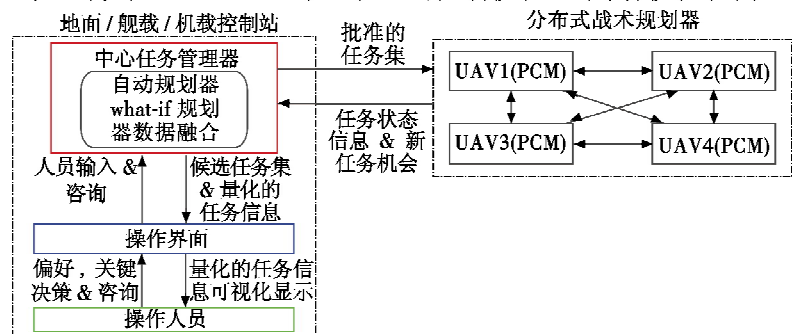 地面 / 舰载 / 机载控制站
中心任务管理器
自动规划器
what-if 规划
器数据融合
人员输入 &
咨询
候选任务集
& 量化的
任务信息
操作界面
偏好，关键
决策 & 咨询
量化的任务信
息可视化显示
操作人员
批准的
任务集
任务状态
信息 & 新
任务机会
分布式战术规划器
UAV1(PCM)
UAV2(PCM)
UAV3(PCM)
UAV4(PCM)